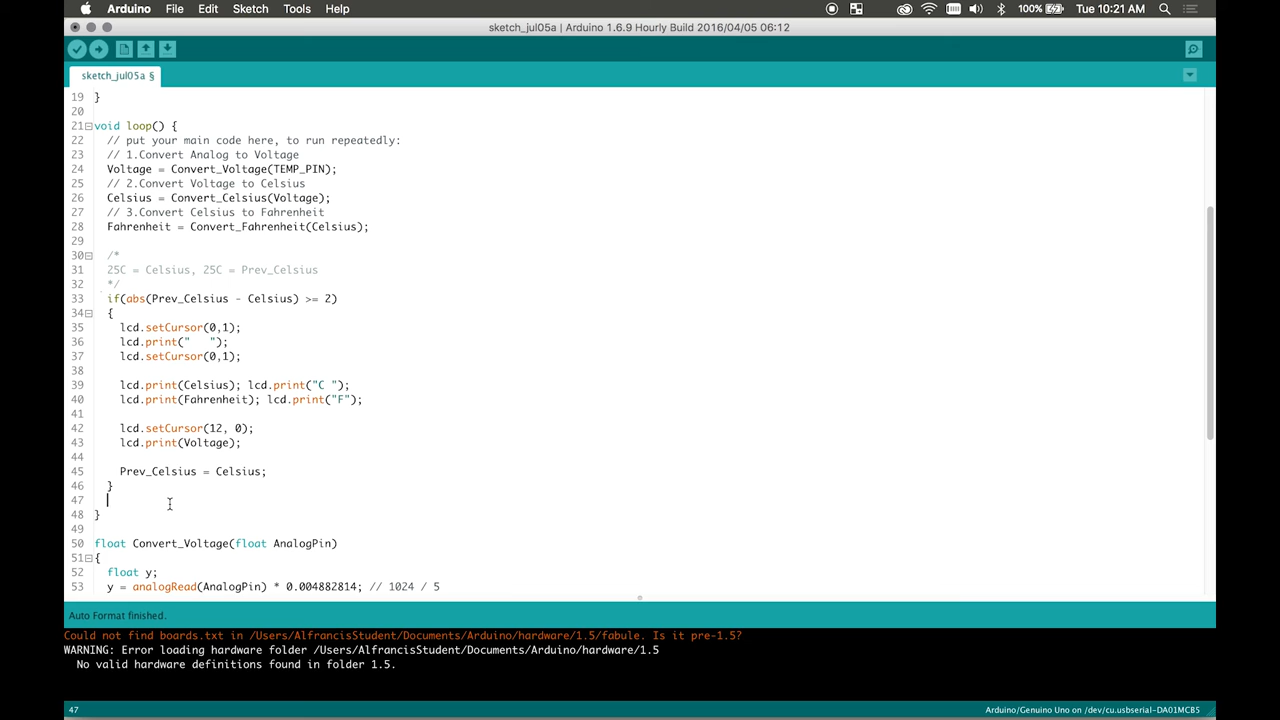 Arduino File Edit Sketch Tools Help 100% Tue 10:21 AM
sketch_jul05a | Arduino 1.6.9 Hourly Build 2016/04/05 06:12
sketch_jul05a §
19 }
20
21 void loop() {
22 // put your main code here, to run repeatedly:
23 // 1.Convert Analog to Voltage
24 Voltage = Convert_Voltage(TEMP_PIN);
25 // 2.Convert Voltage to Celsius
26 Celsius = Convert_Celsius(Voltage);
27 // 3.Convert Celsius to Fahrenheit
28 Fahrenheit = Convert_Fahrenheit(Celsius);
29
30 /*
31 25C = Celsius, 25C = Prev_Celsius
32 */
33 if(abs(Prev_Celsius - Celsius) >= 2)
34 {
35 lcd.setCursor(0,1);
36 lcd.print("   ");
37 lcd.setCursor(0,1);
38
39 lcd.print(Celsius); lcd.print("C ");
40 lcd.print(Fahrenheit); lcd.print("F");
41
42 lcd.setCursor(12, 0);
43 lcd.print(Voltage);
44
45 Prev_Celsius = Celsius;
46 }
47
48 }
49
50 float Convert_Voltage(float AnalogPin)
51 {
52 float y;
53 y = analogRead(AnalogPin) * 0.004882814; // 1024 / 5
Auto Format finished.
Could not find boards.txt in /Users/AlfrancisStudent/Documents/Arduino/hardware/1.5/fabule. Is it pre-1.5?
WARNING: Error loading hardware folder /Users/AlfrancisStudent/Documents/Arduino/hardware/1.5
No valid hardware definitions found in folder 1.5.
47 Arduino/Genuino Uno on /dev/cu.usbserial-DA01MCB5